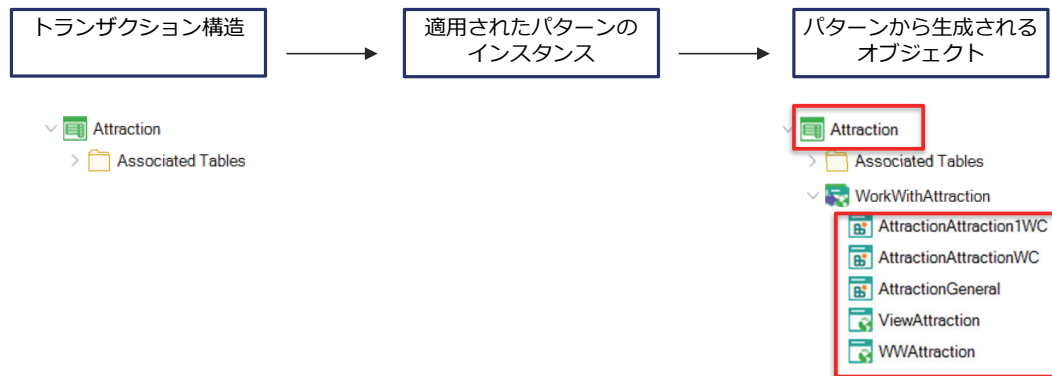 トランザクション構造
適用されたパターンの
インスタンス
パターンから生成される
オブジェクト
Attraction
Associated Tables
Attraction
Associated Tables
WorkWithAttraction
AttractionAttraction1WC
AttractionAttractionWC
AttractionGeneral
ViewAttraction
WWAttraction